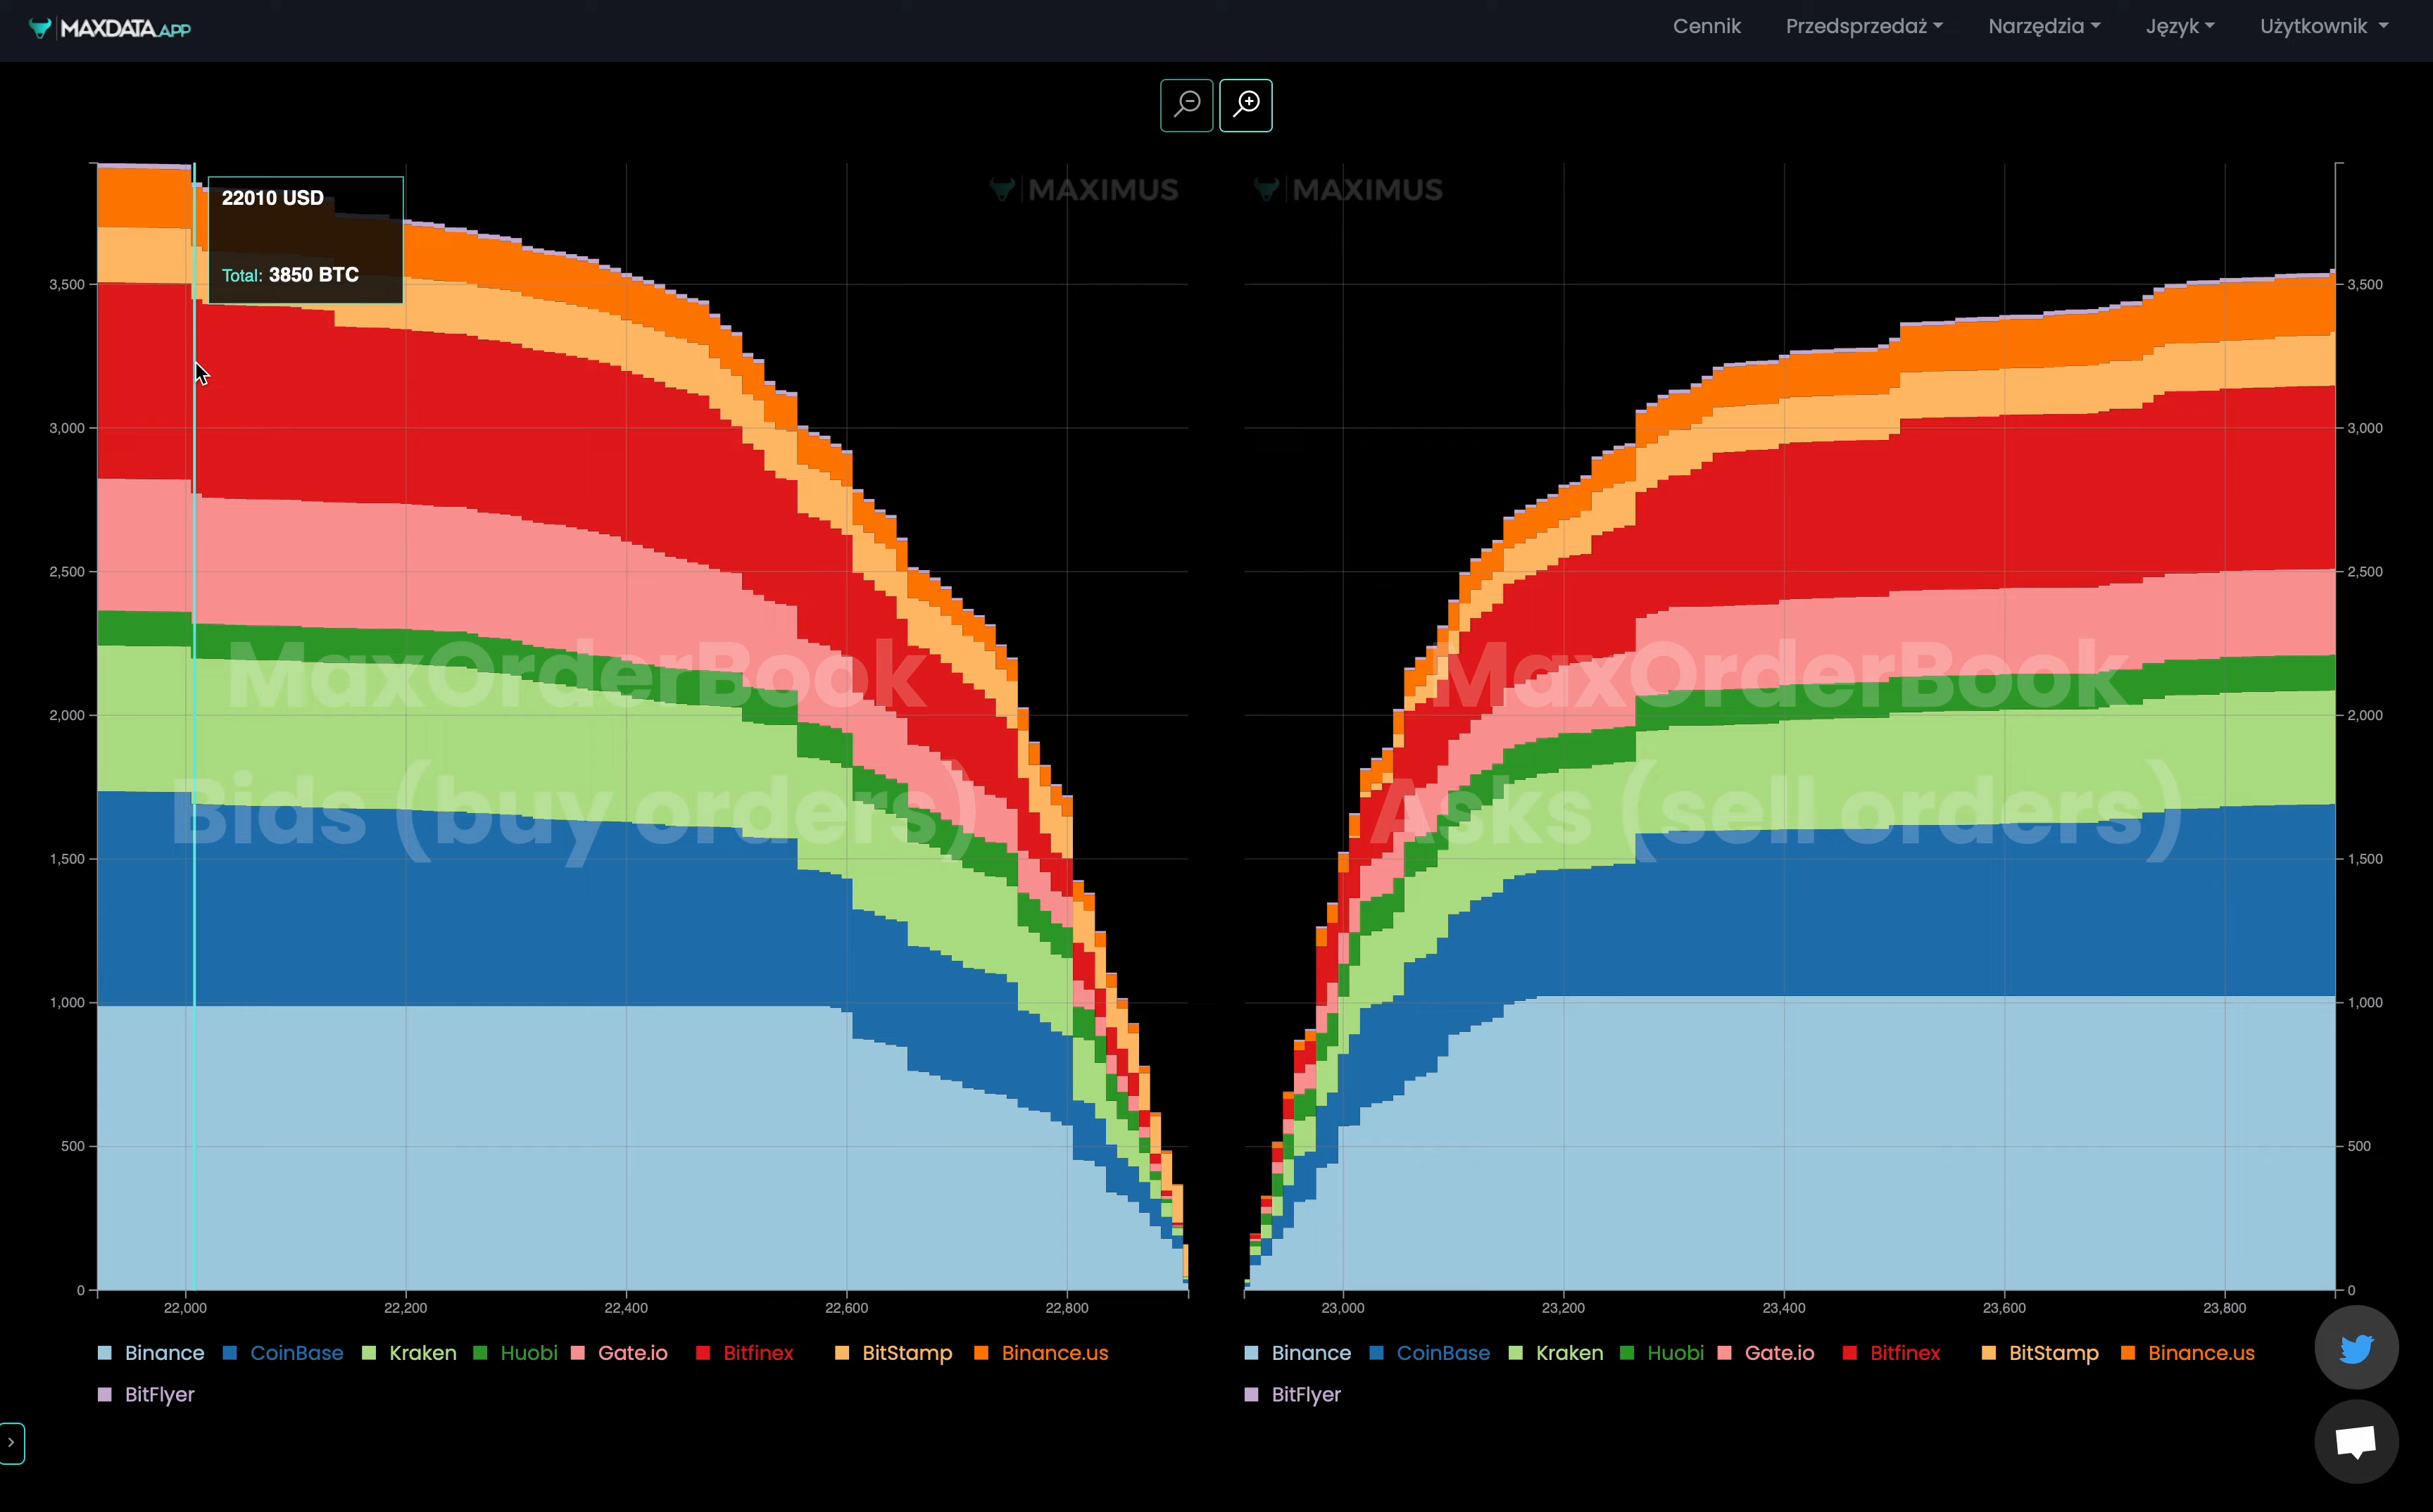 MAXDATA.APP
Cennik Przedsprzedaż Narzędzia Język Użytkownik
22010 USD
Total: 3850 BTC
MAXIMUS
MAXIMUS
3,500
3,000
2,500
2,000
1,500
1,000
500
0
MaxOrderBook
Bids (buy orders)
MaxOrderBook
Asks (sell orders)
3,500
3,000
2,500
2,000
1,500
1,000
500
0
22,000 22,200 22,400 22,600 22,800
23,000 23,200 23,400 23,600 23,800
Binance CoinBase Kraken Huobi Gate.io Bitfinex BitStamp Binance.us
BitFlyer
Binance CoinBase Kraken Huobi Gate.io Bitfinex BitStamp Binance.us
BitFlyer